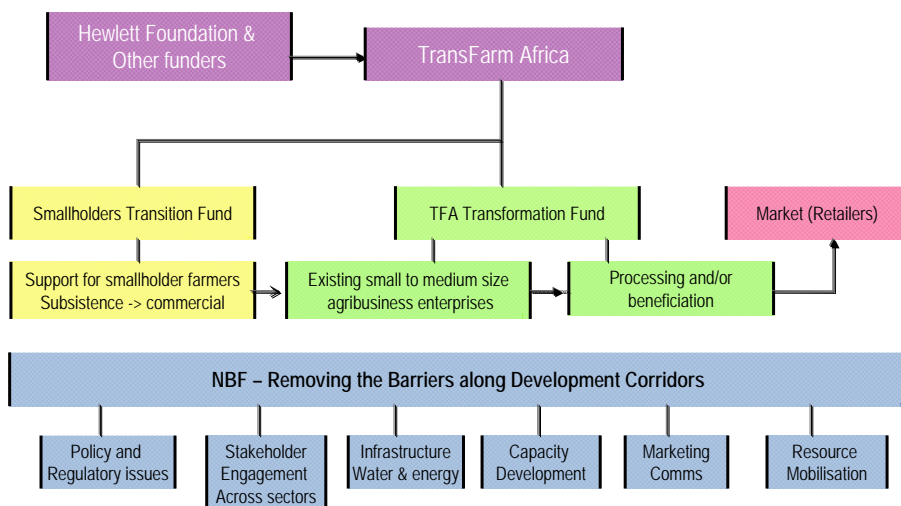 Hewlett Foundation &
Other funders
TransFarm Africa
Smallholders Transition Fund
TFA Transformation Fund
Market (Retailers)
Support for smallholder farmers
Subsistence -> commercial
Existing small to medium size
agribusiness enterprises
Processing and/or
beneficiation
NBF – Removing the Barriers along Development Corridors
Policy and
Regulatory issues
Stakeholder
Engagement
Across sectors
Infrastructure
Water & energy
Capacity
Development
Marketing
Comms
Resource
Mobilisation